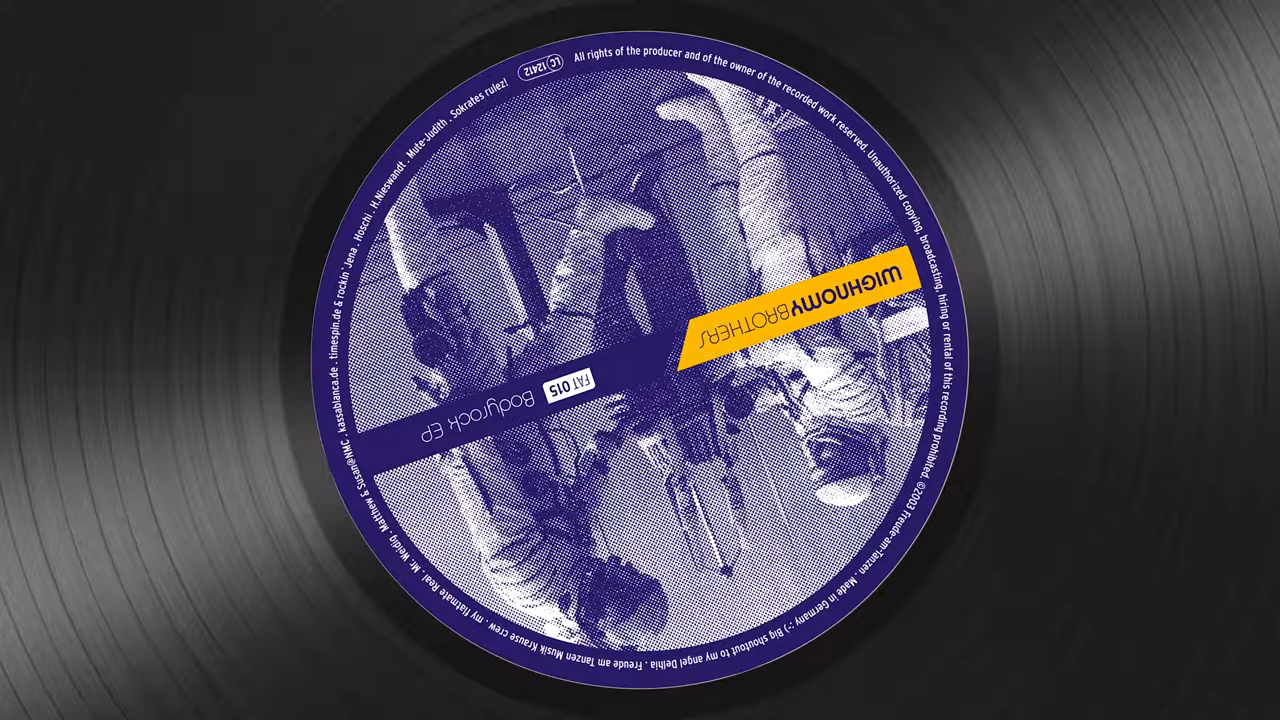 WIGHNOMY BROTHERS
FAT 015
Bodyrock EP
LC 12412
All rights of the producer and of the owner of the recorded work reserved. Unauthorized copying, broadcasting, hiring or rental of this recording prohibited. ©2003 Freude-am-Tanzen . Made in Germany :-) Big shoutout to my angel Delhia . Freude am Tanzen Musik Krause crew . my flatmate Real . Mr. Weidig . Matthew & Susan@NMC . kassablanca.de . timespin.de & rockin´Jena . Hoschi . H.Nieswandt . Mute-Judith . Sokrates rulez!